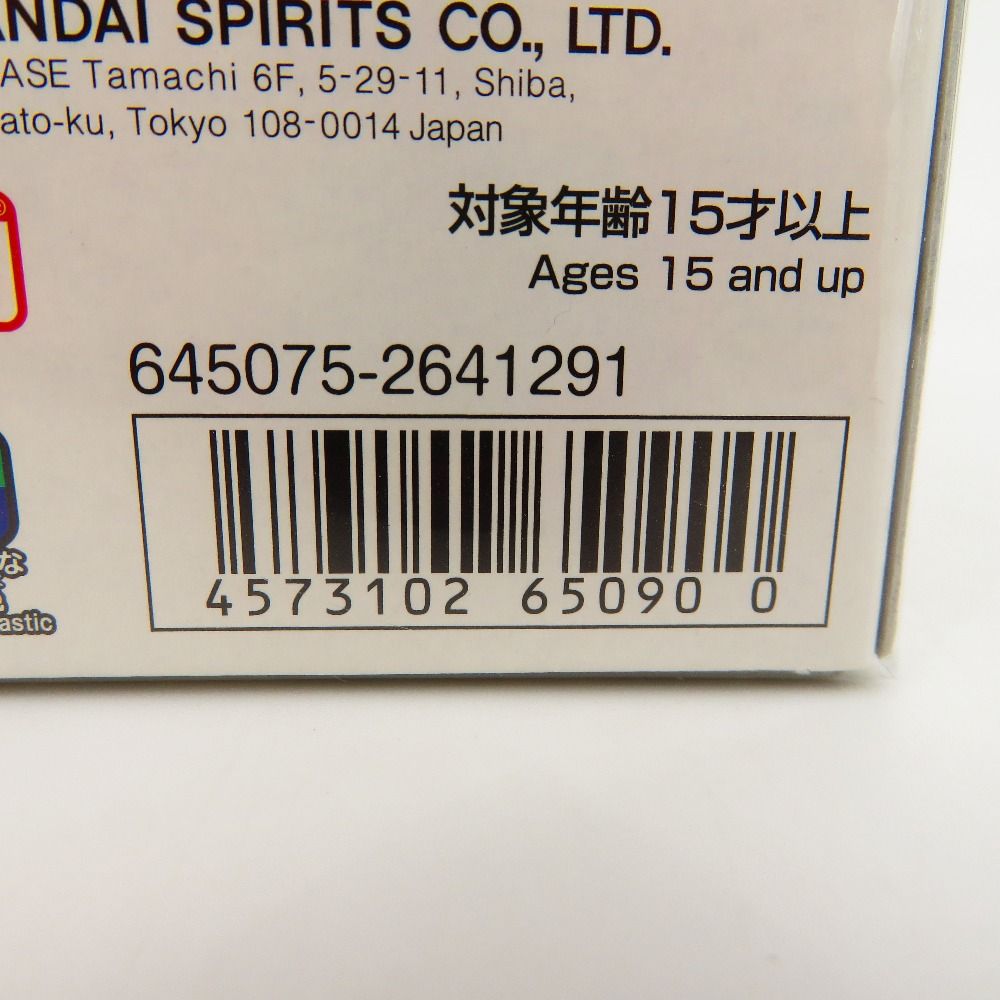 ANDAI SPIRITS CO., LTD.
ASE Tamachi 6F, 5-29-11, Shiba,
ato-ku, Tokyo 108-0014 Japan
対象年齢15才以上
Ages 15 and up
645075-2641291
4573102 65090 0
な
astic